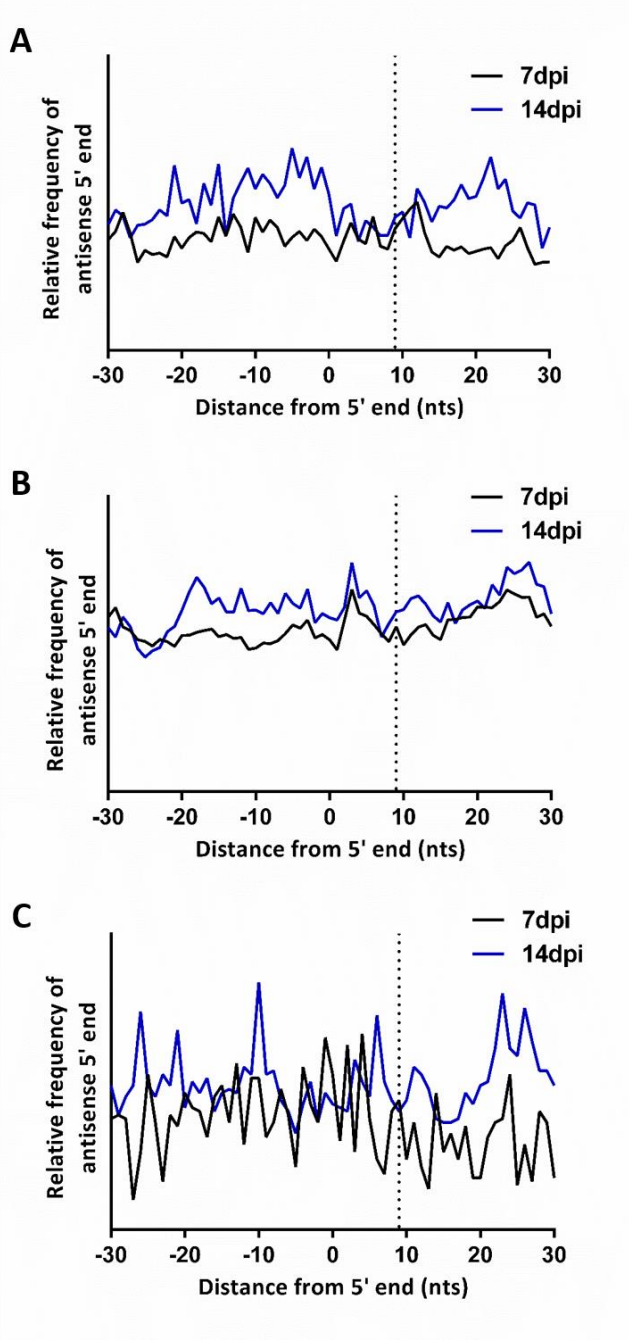 A
7dpi
14dpi
Relative frequency of
antisense 5' end
-30 -20 -10 0 10 20 30
Distance from 5' end (nts)
B
7dpi
14dpi
Relative frequency of
antisense 5' end
-30 -20 -10 0 10 20 30
Distance from 5' end (nts)
C
7dpi
14dpi
Relative frequency of
antisense 5' end
-30 -20 -10 0 10 20 30
Distance from 5' end (nts)